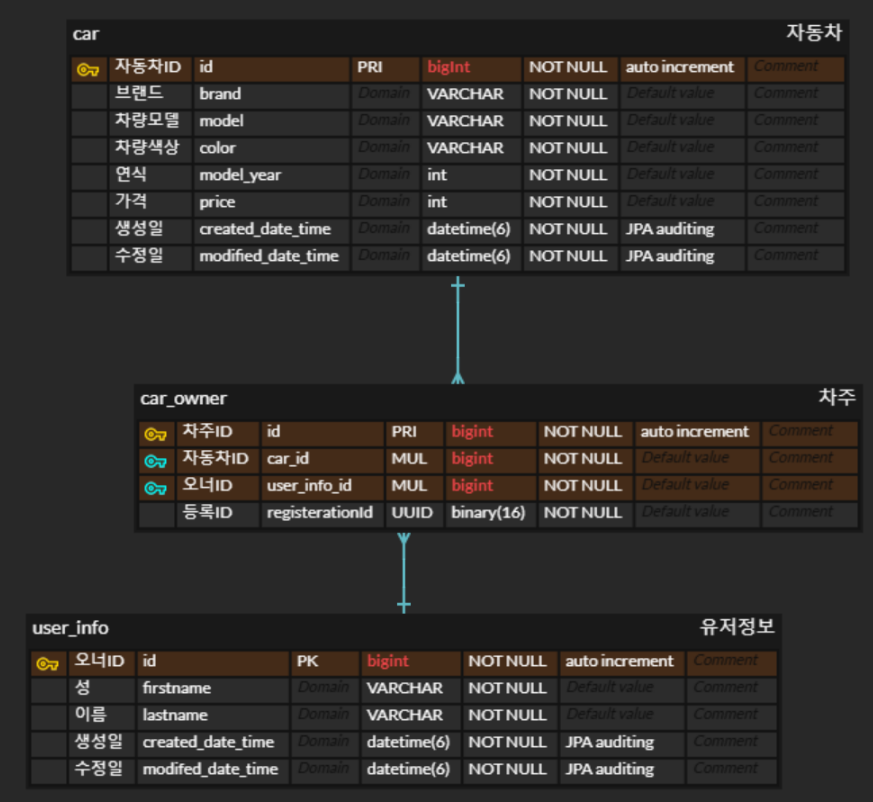 car 자동차
자동차ID id PRI bigInt NOT NULL auto increment Comment
브랜드 brand Domain VARCHAR NOT NULL Default value Comment
차량모델 model Domain VARCHAR NOT NULL Default value Comment
차량색상 color Domain VARCHAR NOT NULL Default value Comment
연식 model_year Domain int NOT NULL Default value Comment
가격 price Domain int NOT NULL Default value Comment
생성일 created_date_time Domain datetime(6) NOT NULL JPA auditing Comment
수정일 modified_date_time Domain datetime(6) NOT NULL JPA auditing Comment
car_owner 차주
차주ID id PRI bigint NOT NULL auto increment Comment
자동차ID car_id MUL bigint NOT NULL Default value Comment
오너ID user_info_id MUL bigint NOT NULL Default value Comment
등록ID registerationId UUID binary(16) NOT NULL Default value Comment
user_info 유저정보
오너ID id PK bigint NOT NULL auto increment Comment
성 firstname Domain VARCHAR NOT NULL Default value Comment
이름 lastname Domain VARCHAR NOT NULL Default value Comment
생성일 created_date_time Domain datetime(6) NOT NULL JPA auditing Comment
수정일 modifed_date_time Domain datetime(6) NOT NULL JPA auditing Comment